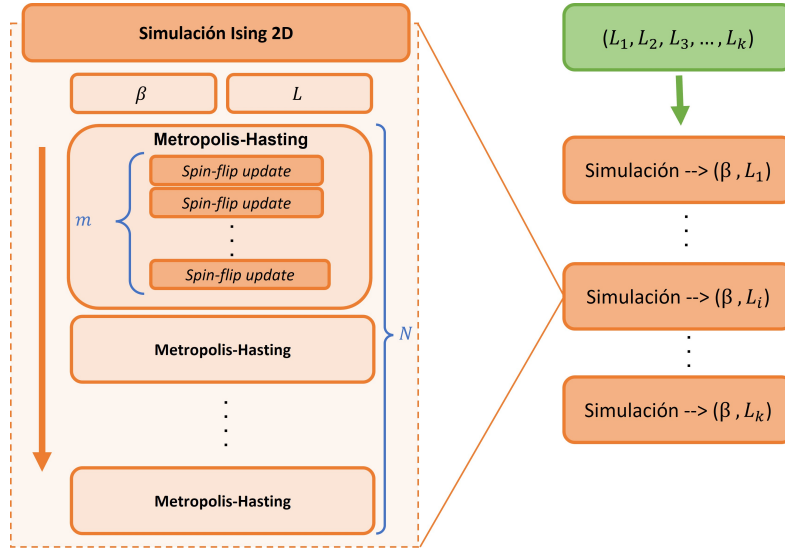 Simulación Ising 2D
β
L
Metropolis-Hasting
Spin-flip update
Spin-flip update
m
Spin-flip update
Metropolis-Hasting
N
Metropolis-Hasting
(L₁, L₂, L₃, ..., Lₖ)
Simulación --> (β , L₁)
Simulación --> (β , Lᵢ)
Simulación --> (β , Lₖ)